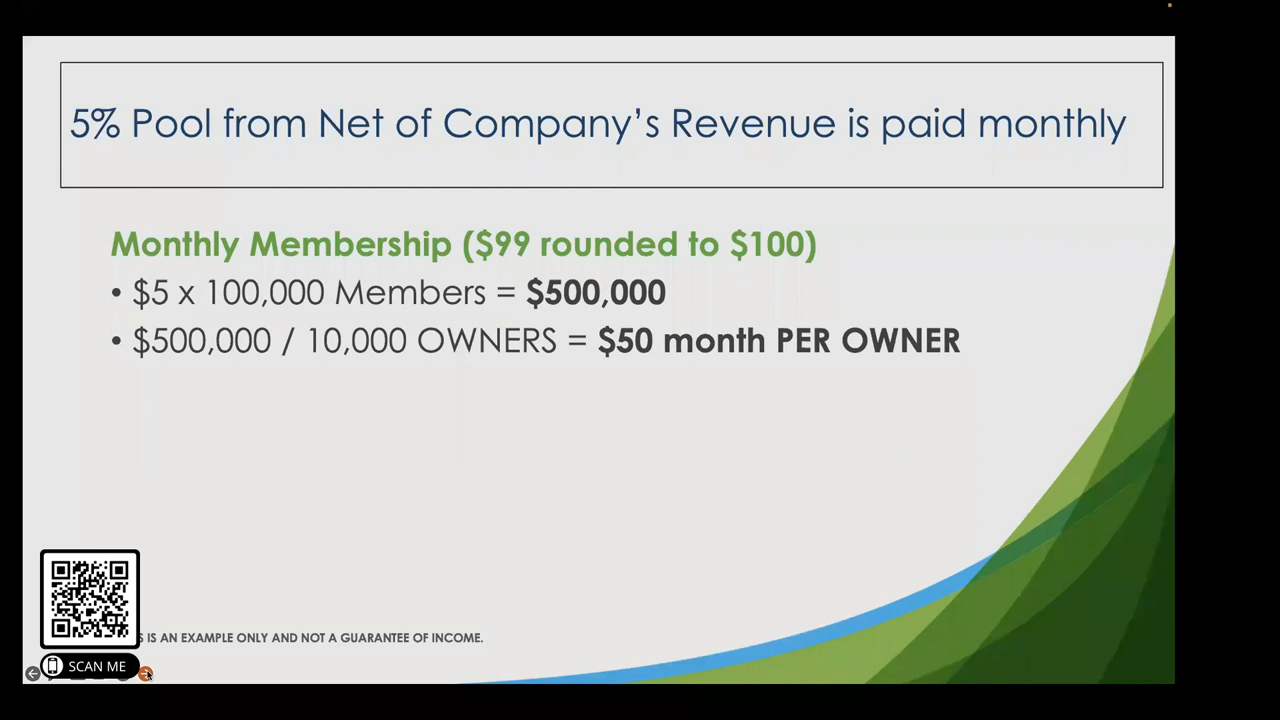 5% Pool from Net of Company’s Revenue is paid monthly
Monthly Membership ($99 rounded to $100)
• $5 x 100,000 Members = $500,000
• $500,000 / 10,000 OWNERS = $50 month PER OWNER
IS AN EXAMPLE ONLY AND NOT A GUARANTEE OF INCOME.
SCAN ME